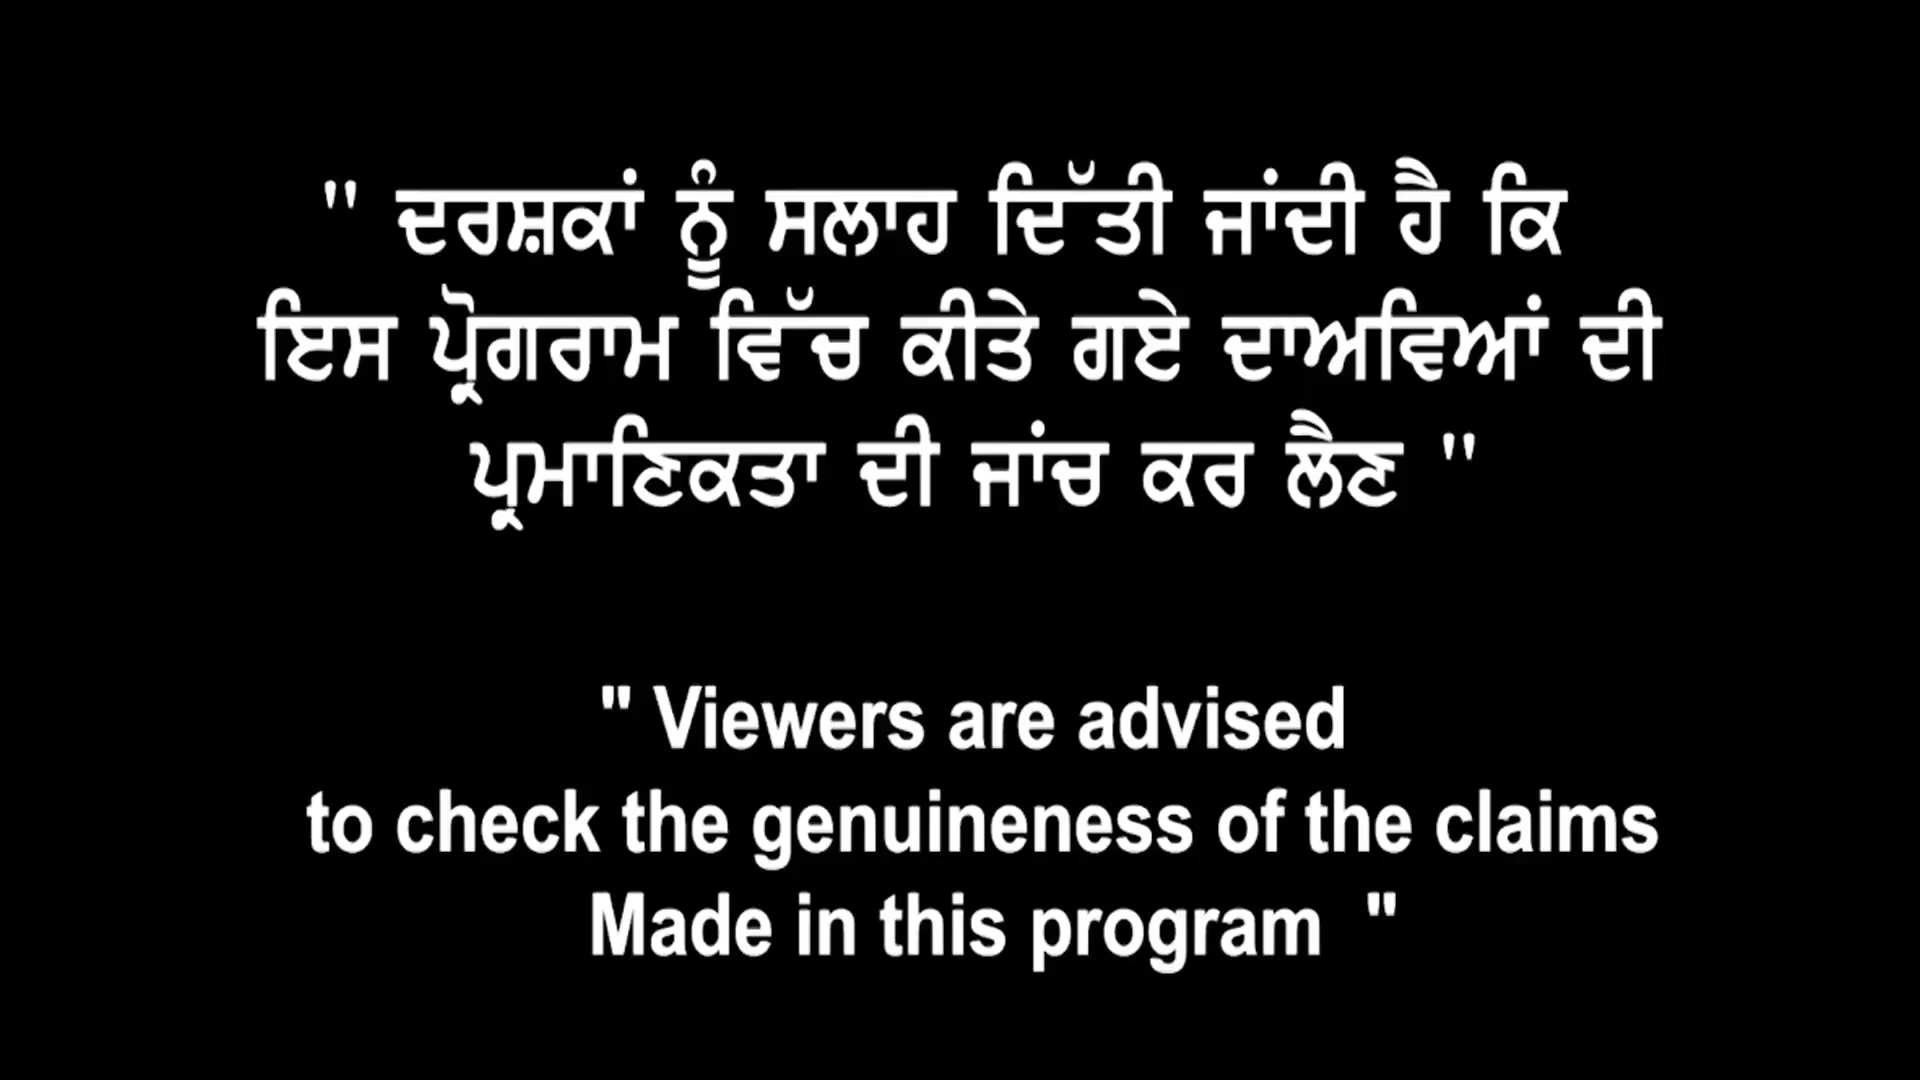 " ਦਰਸ਼ਕਾਂ ਨੂੰ ਸਲਾਹ ਦਿੱਤੀ ਜਾਂਦੀ ਹੈ ਕਿ
ਇਸ ਪ੍ਰੋਗਰਾਮ ਵਿੱਚ ਕੀਤੇ ਗਏ ਦਾਅਵਿਆਂ ਦੀ
ਪ੍ਰਮਾਣਿਕਤਾ ਦੀ ਜਾਂਚ ਕਰ ਲੈਣ "
" Viewers are advised
to check the genuineness of the claims
Made in this program "